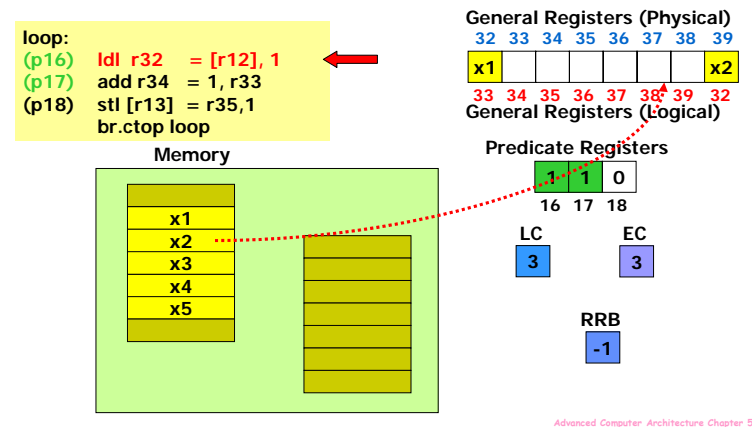 loop:
(p16) ldl r32 = [r12], 1
(p17) add r34 = 1, r33
(p18) stl [r13] = r35,1
br.ctop loop
General Registers (Physical)
32 33 34 35 36 37 38 39
x1 x2
33 34 35 36 37 38 39 32
General Registers (Logical)
Memory
x1
x2
x3
x4
x5
Predicate Registers
1 1 0
16 17 18
LC EC
3 3
RRB
-1
Advanced Computer Architecture Chapter 5